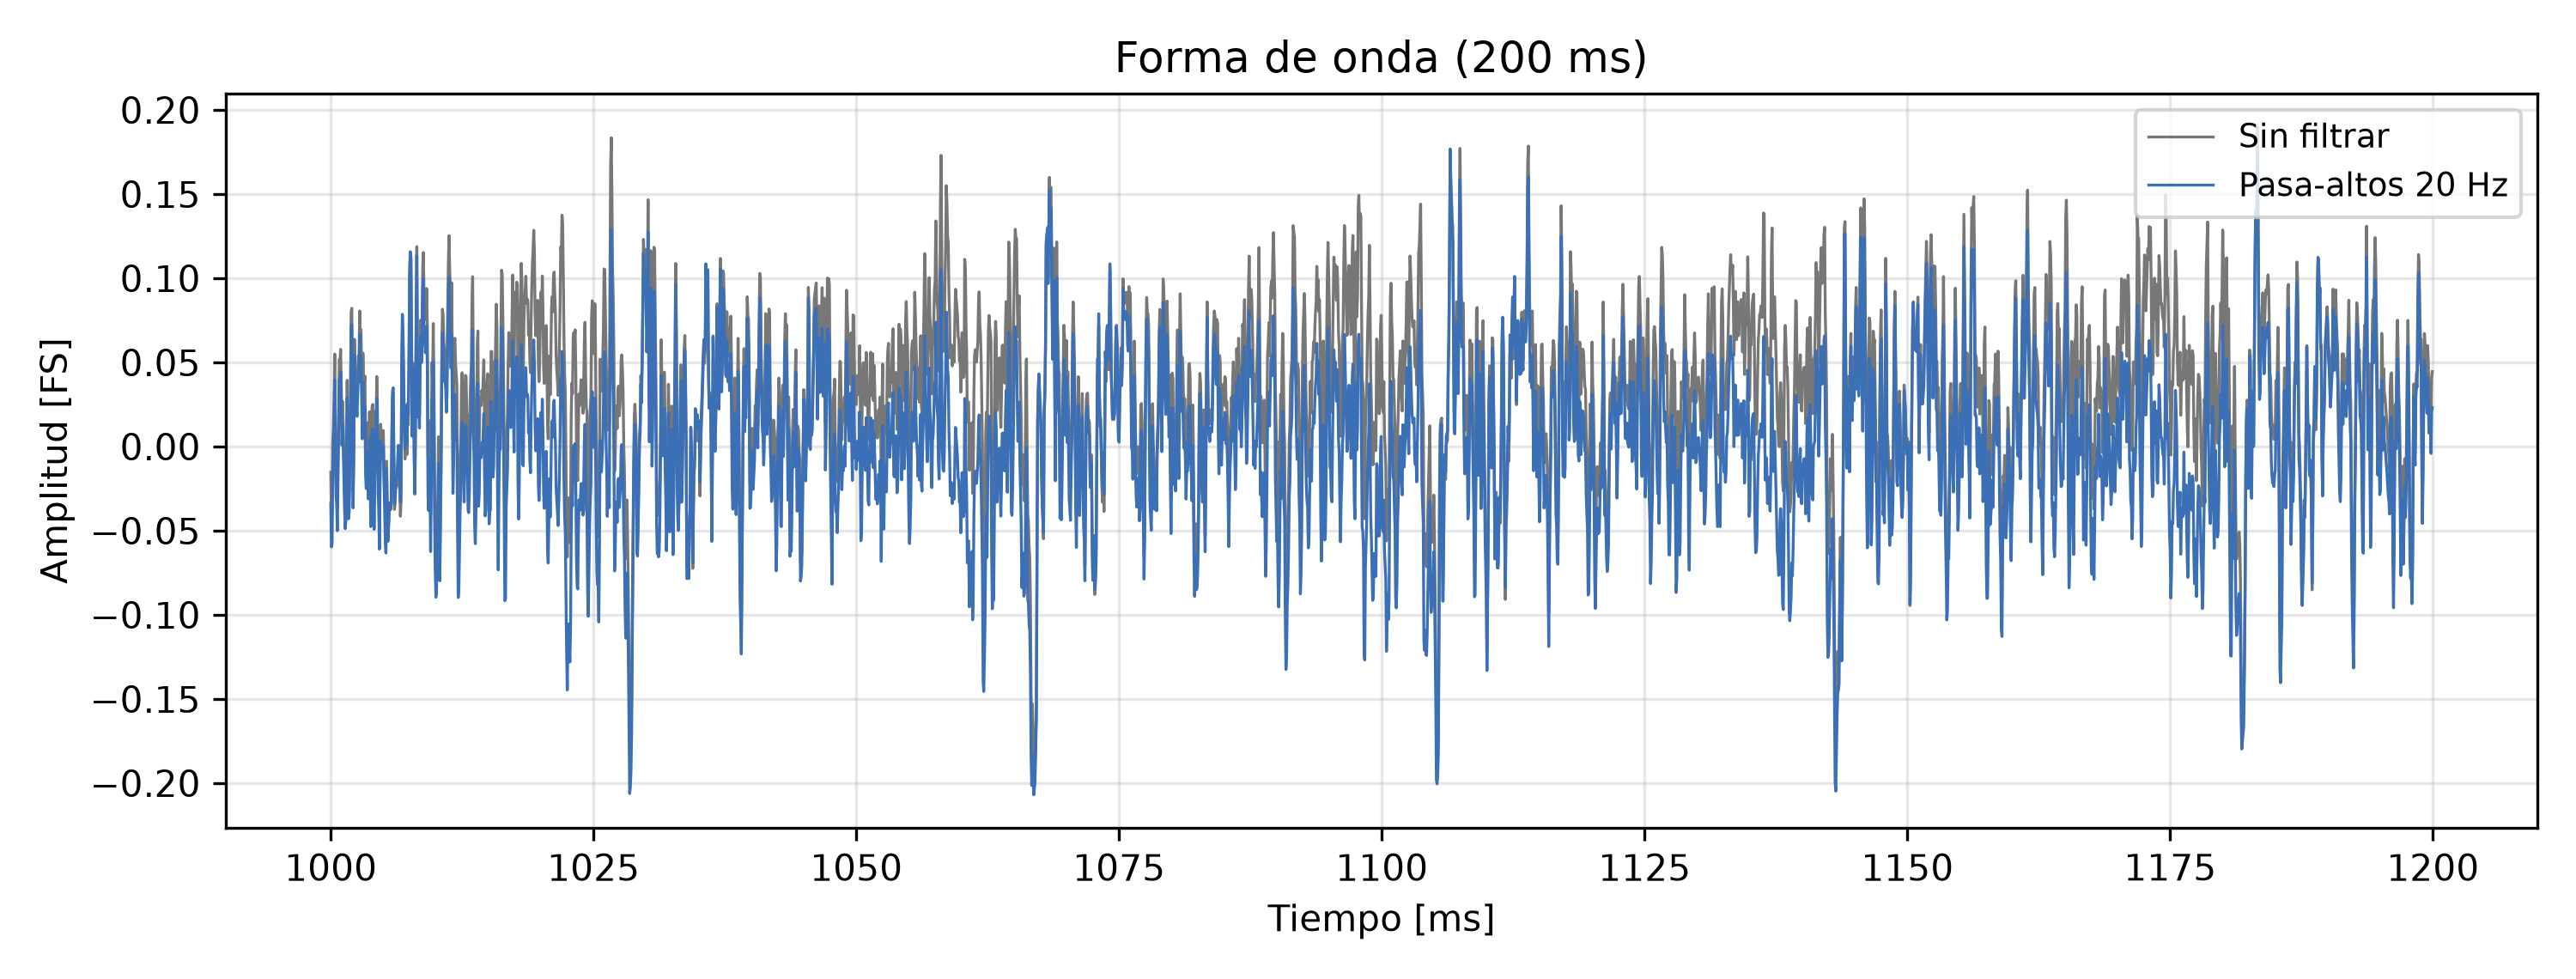 Forma de onda (200 ms)
Sin filtrar
Pasa-altos 20 Hz
Amplitud [FS]
0.20
0.15
0.10
0.05
0.00
−0.05
−0.10
−0.15
−0.20
1000 1025 1050 1075 1100 1125 1150 1175 1200
Tiempo [ms]